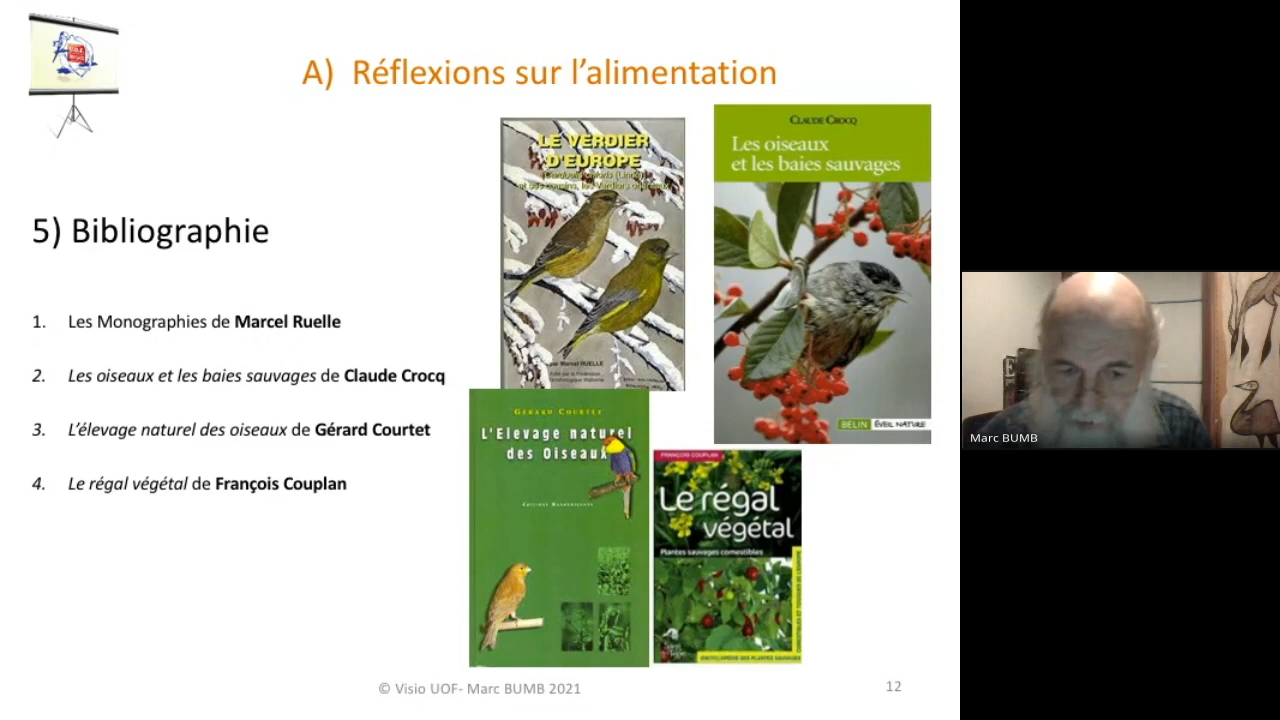 A) Réflexions sur l’alimentation
5) Bibliographie
1. Les Monographies de Marcel Ruelle
2. Les oiseaux et les baies sauvages de Claude Crocq
3. L’élevage naturel des oiseaux de Gérard Courtet
4. Le régal végétal de François Couplan
LE VERDIER
D'EUROPE
par Marcel RUELLE
CLAUDE CROCQ
Les oiseaux
et les baies sauvages
BELIN ÉVEIL NATURE
GÉRARD COURTET
L'Elevage naturel
des Oiseaux
FRANÇOIS COUPLAN
Le régal
végétal
Plantes sauvages comestibles
ENCYCLOPÉDIE DES PLANTES SAUVAGES
Marc BUMB
© Visio UOF- Marc BUMB 2021
12